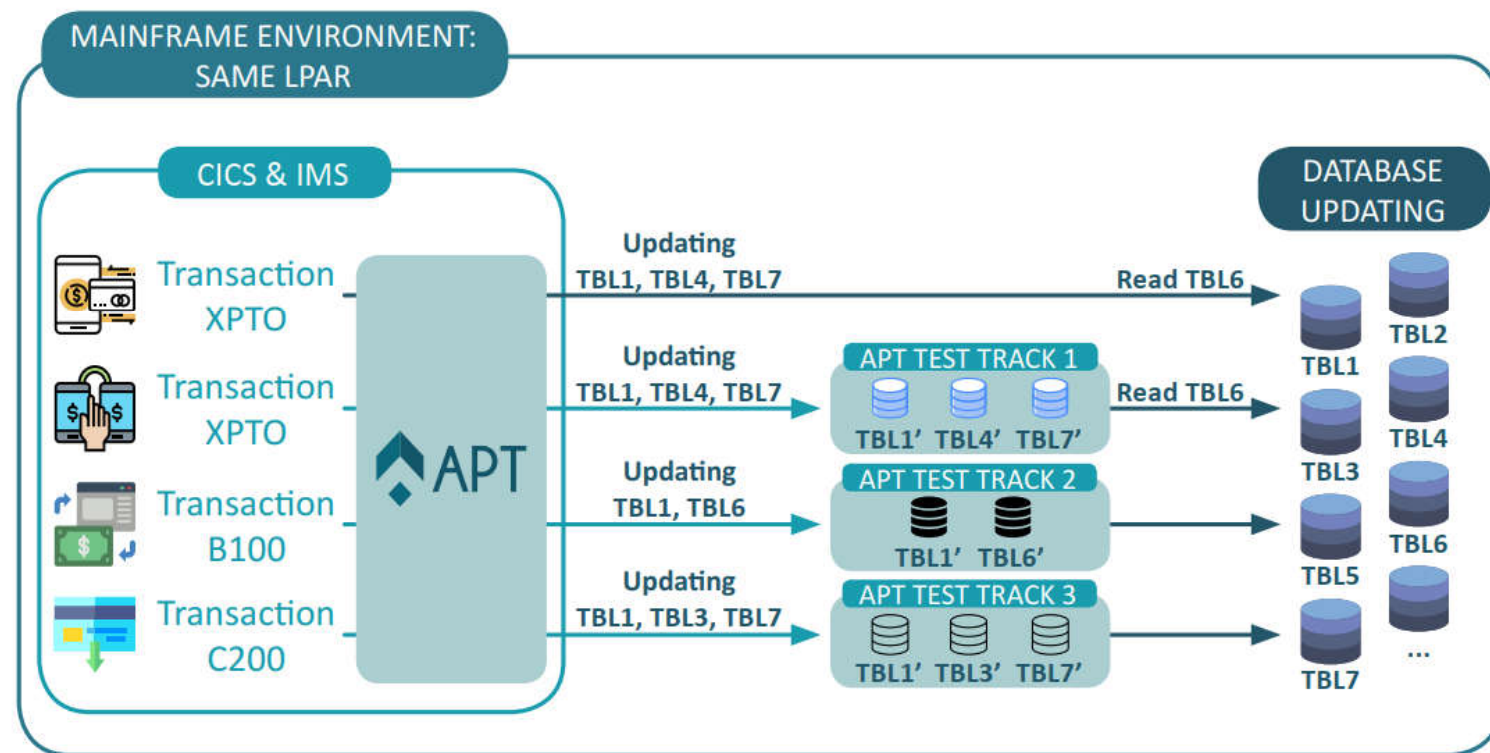 MAINFRAME ENVIRONMENT:
SAME LPAR
CICS & IMS
DATABASE
UPDATING
Transaction
XPTO
Updating
TBL1, TBL4, TBL7
Read TBL6
Transaction
XPTO
Updating
TBL1, TBL4, TBL7
APT TEST TRACK 1
TBL1’ TBL4’ TBL7’
Read TBL6
APT
Transaction
B100
Updating
TBL1, TBL6
APT TEST TRACK 2
TBL1’ TBL6’
Transaction
C200
Updating
TBL1, TBL3, TBL7
APT TEST TRACK 3
TBL1’ TBL3’ TBL7’
TBL2
TBL1
TBL4
TBL3
TBL6
TBL5
...
TBL7